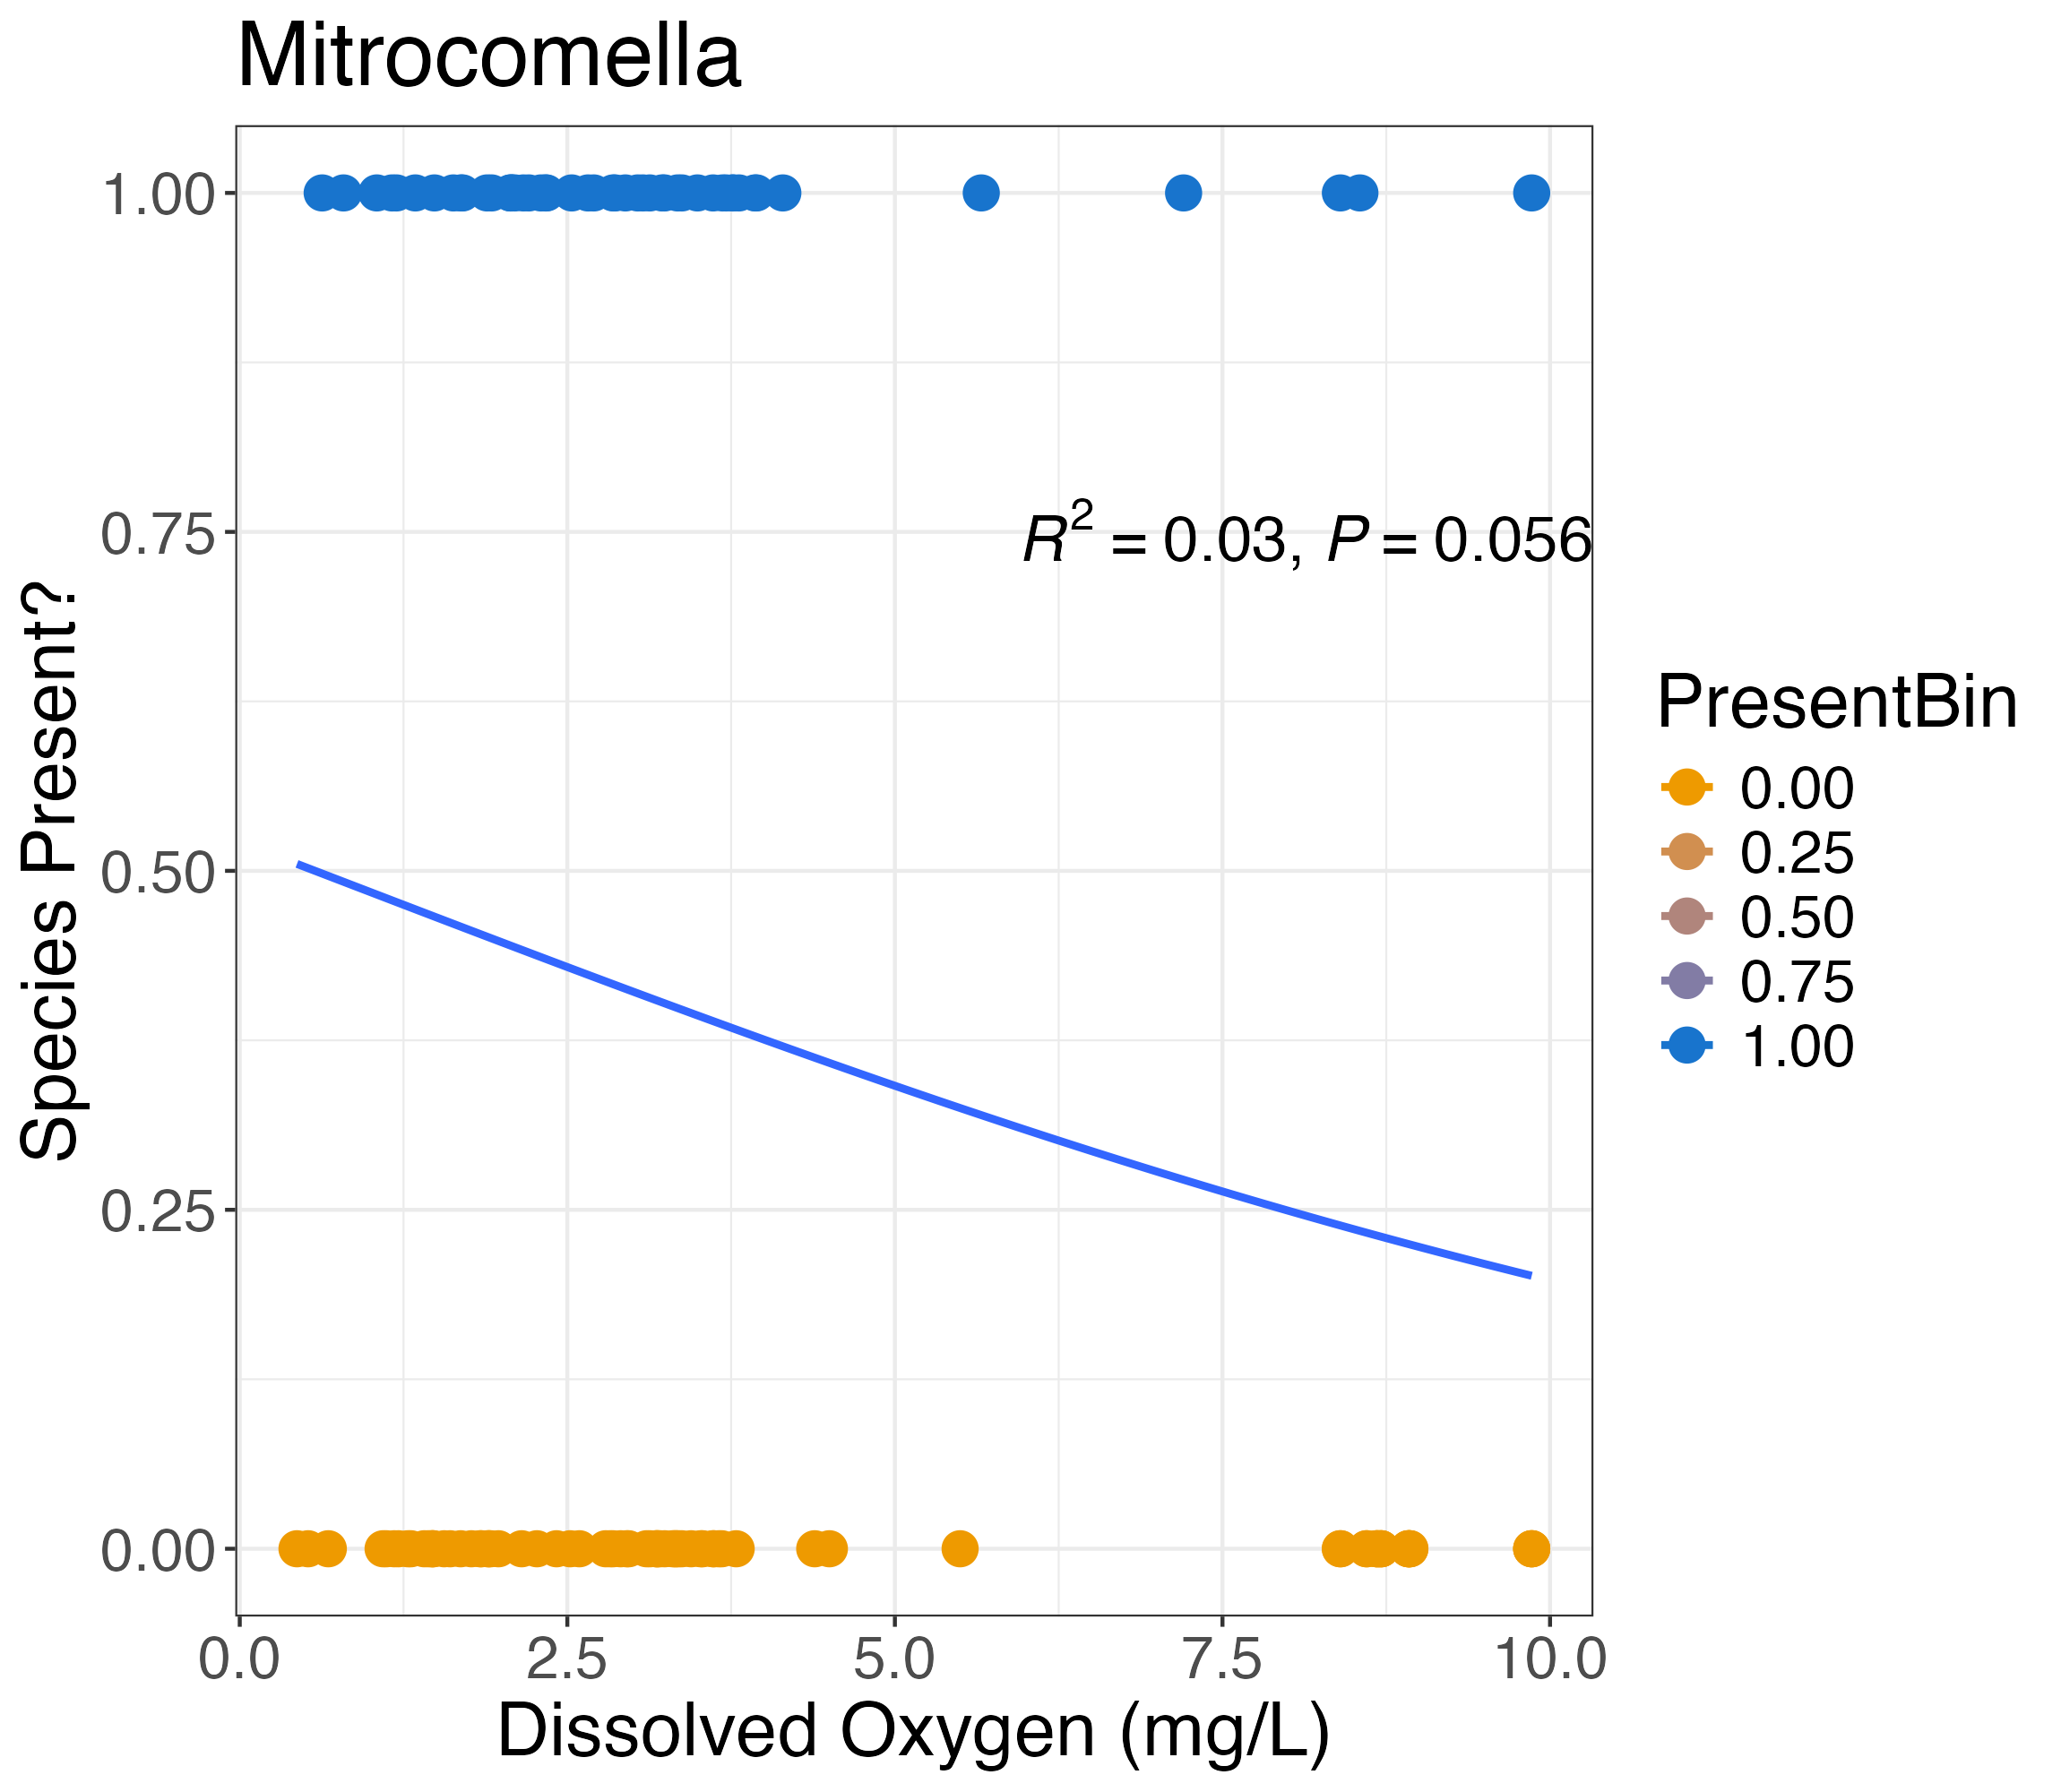 Mitrocomella
1.00
0.75
0.50
0.25
0.00
Species Present?
R² = 0.03, P = 0.056
0.0 2.5 5.0 7.5 10.0
Dissolved Oxygen (mg/L)
PresentBin
0.00
0.25
0.50
0.75
1.00